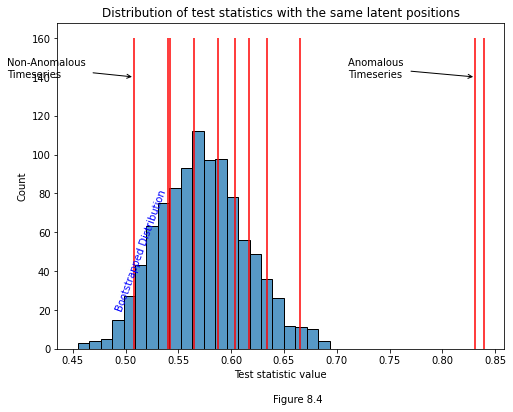 Distribution of test statistics with the same latent positions
160
140
120
100
80
60
40
20
0
Count
Non-Anomalous
Timeseries
Anomalous
Timeseries
Bootstrapped Distribution
0.45 0.50 0.55 0.60 0.65 0.70 0.75 0.80 0.85
Test statistic value
Figure 8.4